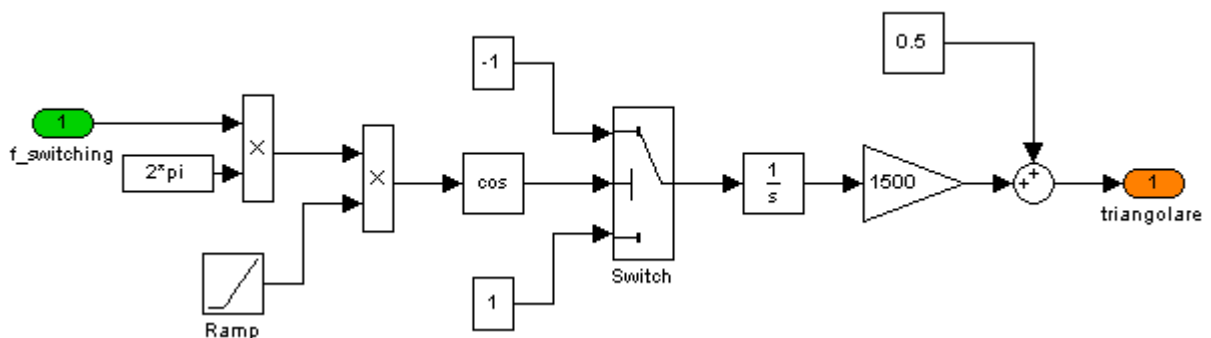 0.5
-1
1
f_switching
2*pi
×
×
cos
1
s
1500
+
+
1
triangolare
Switch
1
Ramp